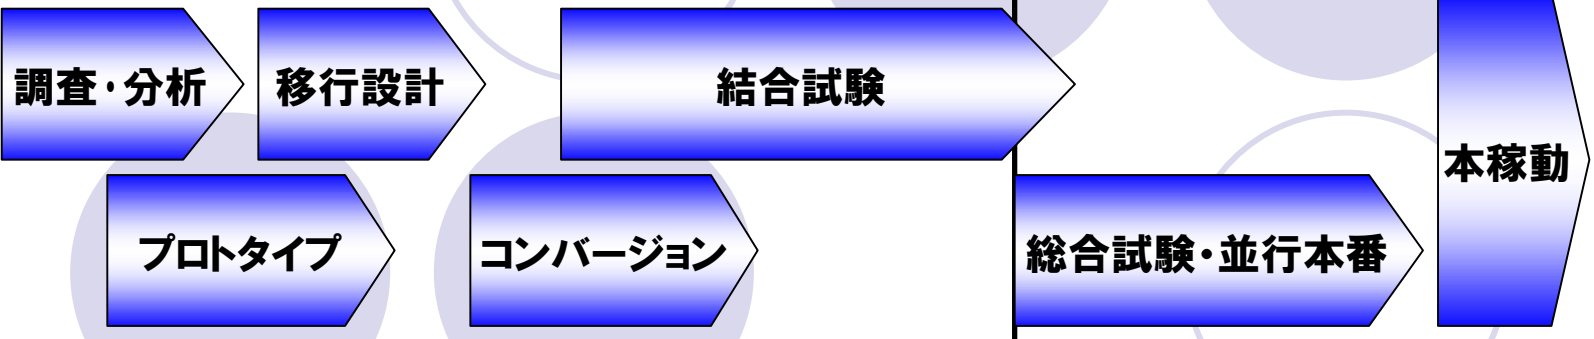 調査・分析
移行設計
結合試験
本稼動
プロトタイプ
コンバージョン
総合試験・並行本番